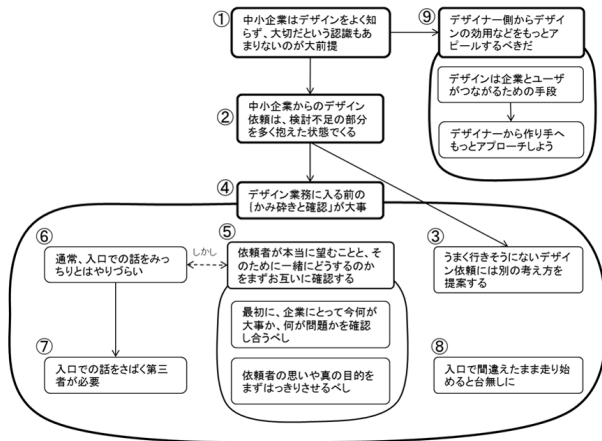 ①
中小企業はデザインをよく知
らず、大切だという認識もあ
まりないのが大前提
⑨
デザイナー側からデザイ
ンの効用などをもっとア
ピールするべきだ
デザインは企業とユーザ
がつながるための手段
デザイナーから作り手へ
もっとアプローチしよう
②
中小企業からのデザイン
依頼は、検討不足の部分
を多く抱えた状態でくる
④
デザイン業務に入る前の
「かみ砕きと確認」が大事
⑥
通常、入口での話をみっ
ちりとはやりづらい
しかし
⑤
依頼者が本当に望むことと、そ
のために一緒にどうするのか
をまずお互いに確認する
最初に、企業にとって今何が
大事か、何が問題かを確認
し合うべし
依頼者の思いや真の目的を
まずはっきりさせるべし
③
うまく行きそうにないデザイ
ン依頼には別の考え方を
提案する
⑦
入口での話をさばく第三
者が必要
⑧
入口で間違えたまま走り始
めると台無しに